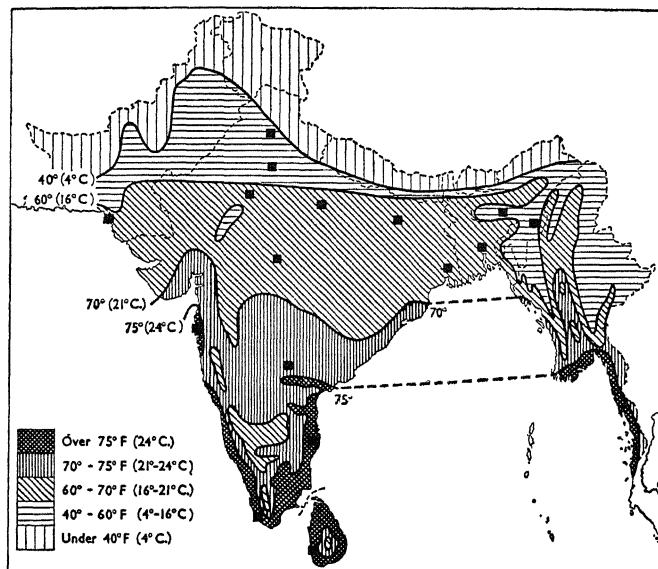 40° (4°C)
60° (16°C)
70° (21°C.)
75° (24°C)
70°
75°
Over 75° F (24°C.)
70° - 75° F (21°-24°C)
60° - 70° F (16°-21°C.)
40° - 60° F (4°-16°C)
Under 40° F (4°C.)